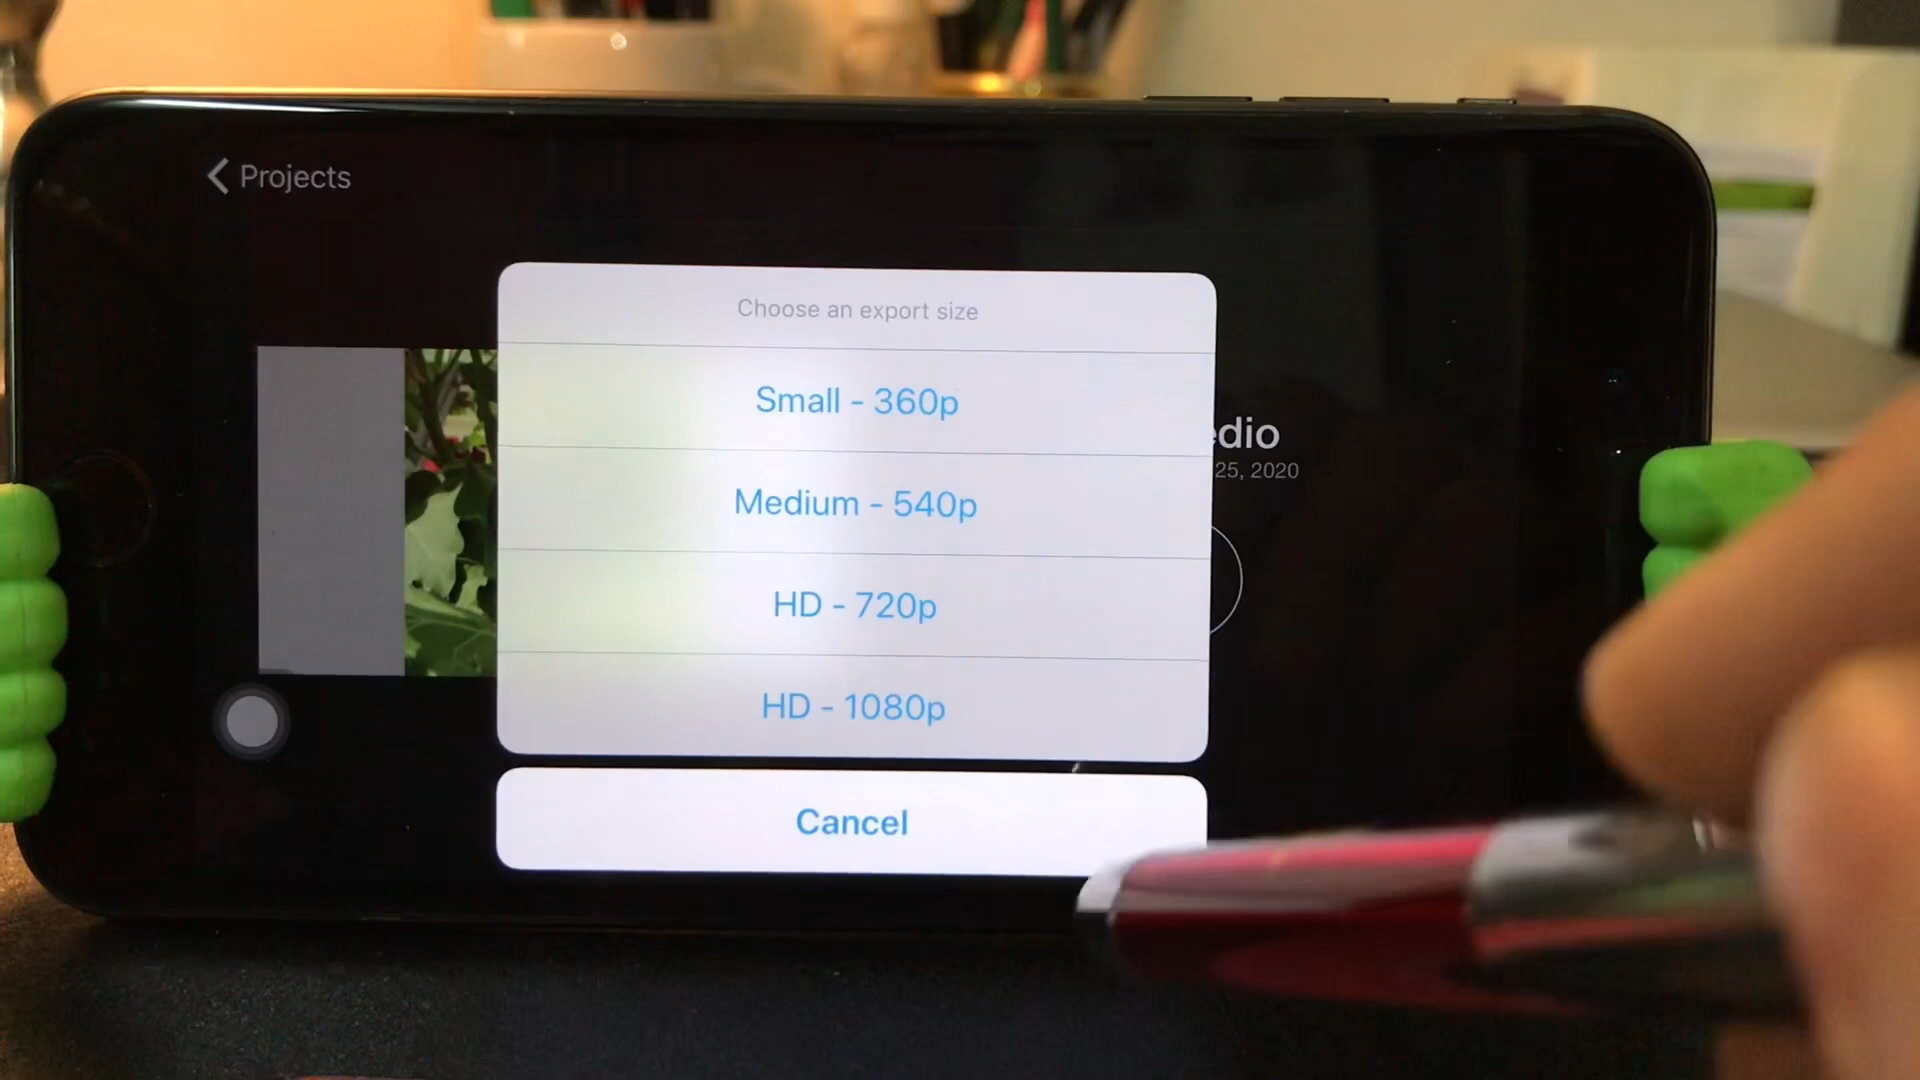 Projects
Choose an export size
Small - 360p
Medium - 540p
HD - 720p
HD - 1080p
Cancel
edio
25, 2020